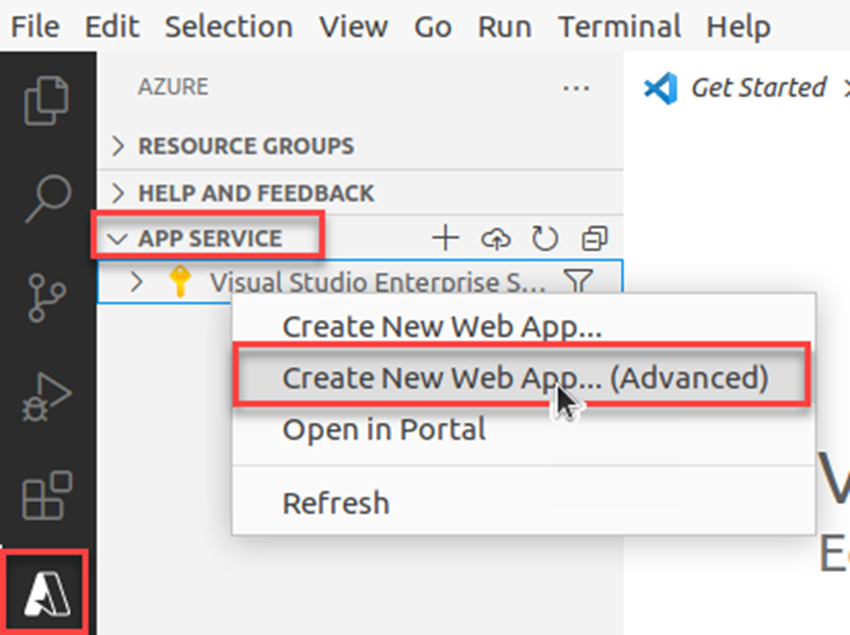 File Edit Selection View Go Run Terminal Help
AZURE
Get Started
RESOURCE GROUPS
HELP AND FEEDBACK
APP SERVICE
Visual Studio Enterprise S...
Create New Web App...
Create New Web App... (Advanced)
Open in Portal
Refresh